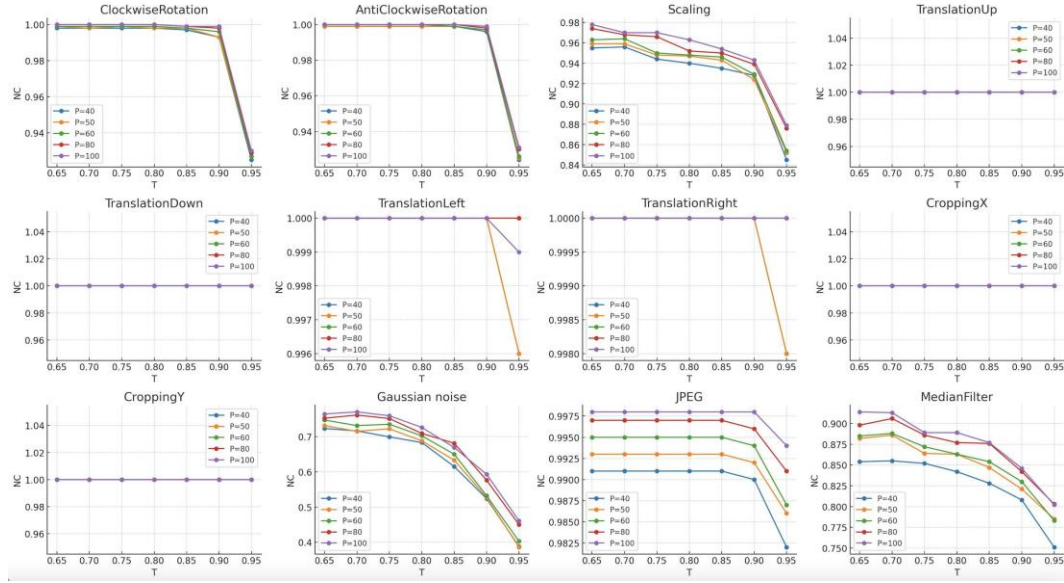 ClockwiseRotation
NC
0.98
0.96
0.94
1.00
P=40
P=50
P=60
P=80
P=100
0.65 0.70 0.75 0.80 0.85 0.90 0.95
T
AntiClockwiseRotation
NC
1.00
0.98
0.96
0.94
P=40
P=50
P=60
P=80
P=100
0.65 0.70 0.75 0.80 0.85 0.90 0.95
T
Scaling
NC
0.98
0.96
0.94
0.92
0.90
0.88
0.86
0.84
P=40
P=50
P=60
P=80
P=100
0.65 0.70 0.75 0.80 0.85 0.90 0.95
T
TranslationUp
NC
1.04
1.02
1.00
0.98
0.96
P=40
P=50
P=60
P=80
P=100
0.65 0.70 0.75 0.80 0.85 0.90 0.95
T
TranslationDown
NC
1.04
1.02
1.00
0.98
0.96
P=40
P=50
P=60
P=80
P=100
0.65 0.70 0.75 0.80 0.85 0.90 0.95
T
TranslationLeft
NC
1.000
0.999
0.998
0.997
0.996
P=40
P=50
P=60
P=80
P=100
0.65 0.70 0.75 0.80 0.85 0.90 0.95
T
TranslationRight
NC
1.0000
0.9995
0.9990
0.9985
0.9980
P=40
P=50
P=60
P=80
P=100
0.65 0.70 0.75 0.80 0.85 0.90 0.95
T
CroppingX
NC
1.04
1.02
1.00
0.98
0.96
P=40
P=50
P=60
P=80
P=100
0.65 0.70 0.75 0.80 0.85 0.90 0.95
T
CroppingY
NC
1.04
1.02
1.00
0.98
0.96
P=40
P=50
P=60
P=80
P=100
0.65 0.70 0.75 0.80 0.85 0.90 0.95
T
Gaussian noise
NC
0.7
0.6
0.5
0.4
P=40
P=50
P=60
P=80
P=100
0.65 0.70 0.75 0.80 0.85 0.90 0.95
T
JPEG
NC
0.9975
0.9950
0.9925
0.9900
0.9875
0.9850
0.9825
P=40
P=50
P=60
P=80
P=100
0.65 0.70 0.75 0.80 0.85 0.90 0.95
T
MedianFilter
NC
0.900
0.875
0.850
0.825
0.800
0.775
0.750
P=40
P=50
P=60
P=80
P=100
0.65 0.70 0.75 0.80 0.85 0.90 0.95
T